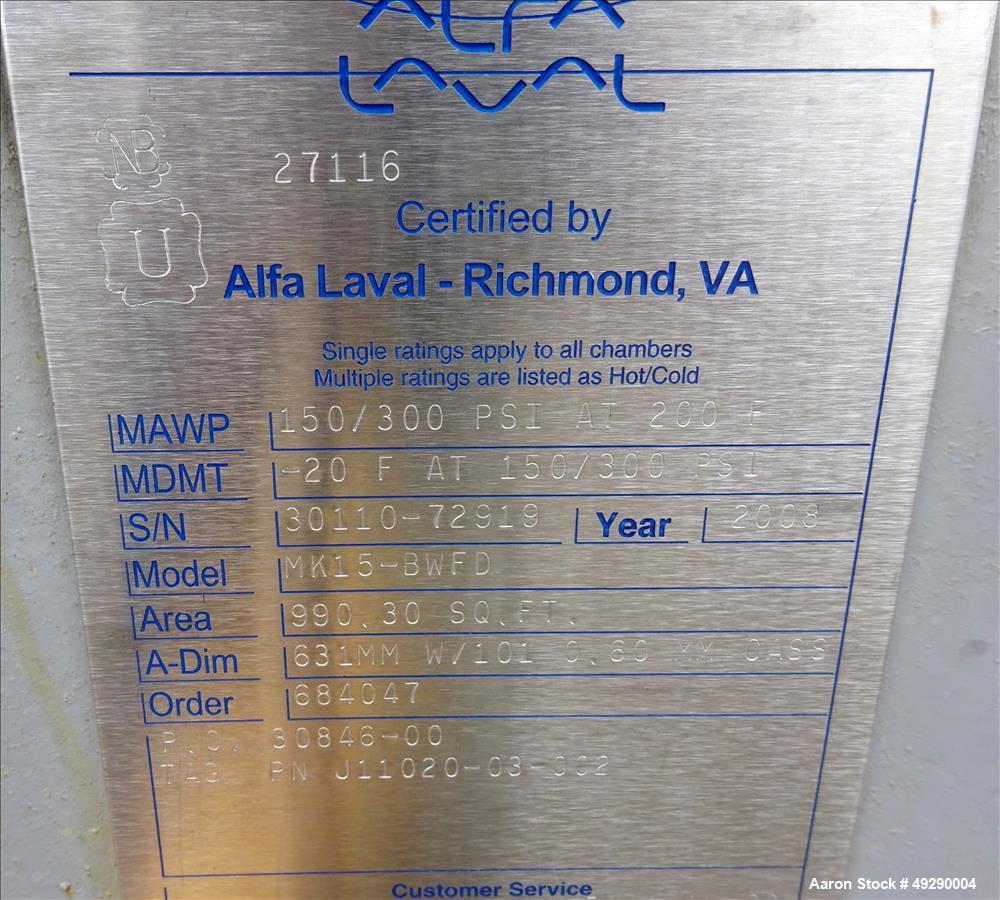 ALFA
LAVAL
NB
27116
U
Certified by
Alfa Laval - Richmond, VA
Single ratings apply to all chambers
Multiple ratings are listed as Hot/Cold
MAWP 150/300 PSI AT 200 F
MDMT -20 F AT 150/300 PSI
S/N 30110-72919 Year 2008
Model MK15-BWFD
Area 990.30 SQ.FT.
A-Dim 631MM W/101 0.60 MM CASS
Order 684047
P.O. 30846-00
TAG PN J11020-03-002
Customer Service
Aaron Stock # 49290004